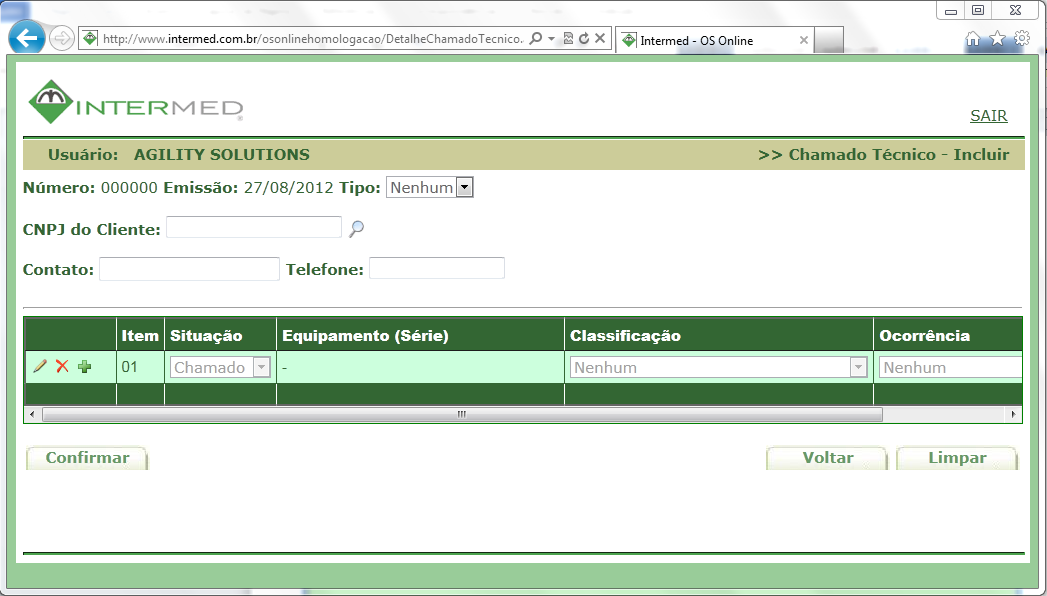 http://www.intermed.com.br/osonlinehomologacao/DetalheChamadoTecnico.
Intermed - OS Online
INTERMED
SAIR
Usuário: AGILITY SOLUTIONS >> Chamado Técnico - Incluir
Número: 000000 Emissão: 27/08/2012 Tipo: Nenhum
CNPJ do Cliente:
Contato: Telefone:
Item Situação Equipamento (Série) Classificação Ocorrência
01 Chamado - Nenhum Nenhum
Confirmar Voltar Limpar